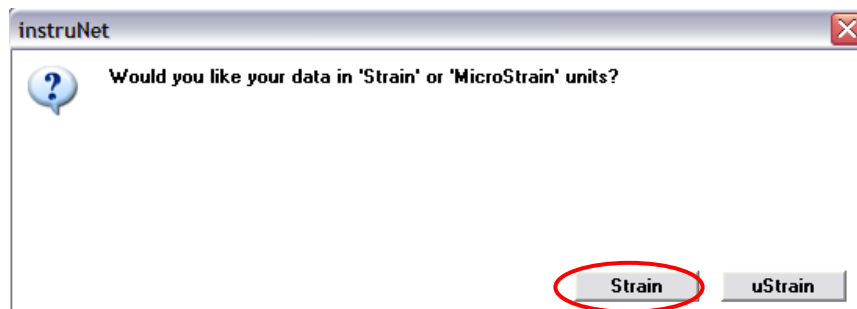 instruNet
Would you like your data in 'Strain' or 'MicroStrain' units?
Strain
uStrain